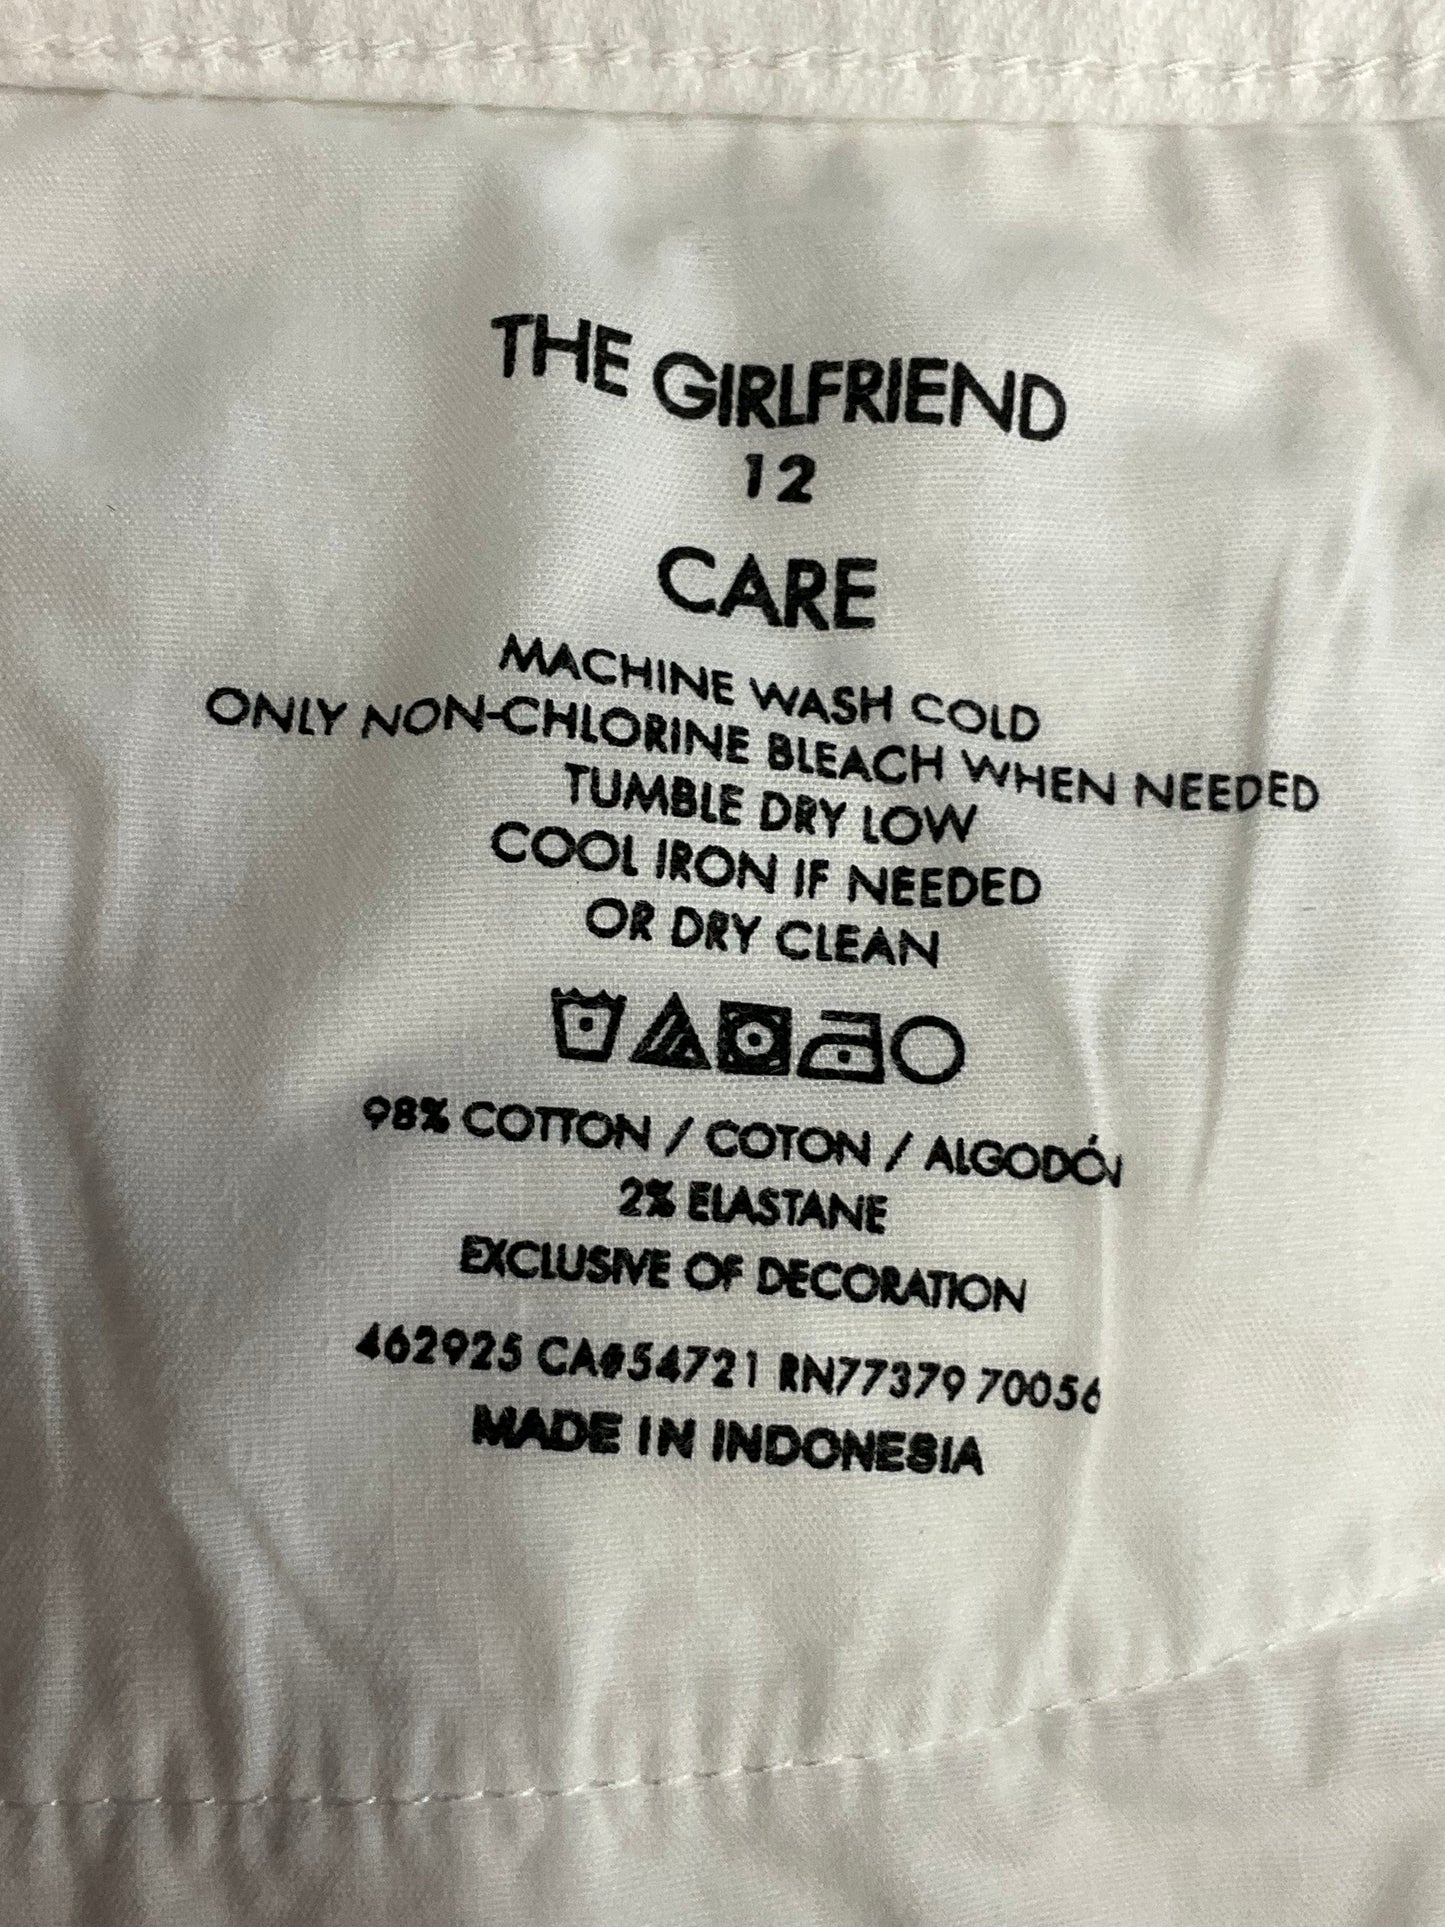 THE GIRLFRIEND
12
CARE
MACHINE WASH COLD
ONLY NON-CHLORINE BLEACH WHEN NEEDED
TUMBLE DRY LOW
COOL IRON IF NEEDED
OR DRY CLEAN
98% COTTON / COTON / ALGODÓN
2% ELASTANE
EXCLUSIVE OF DECORATION
462925 CA#54721 RN77379 70056
MADE IN INDONESIA